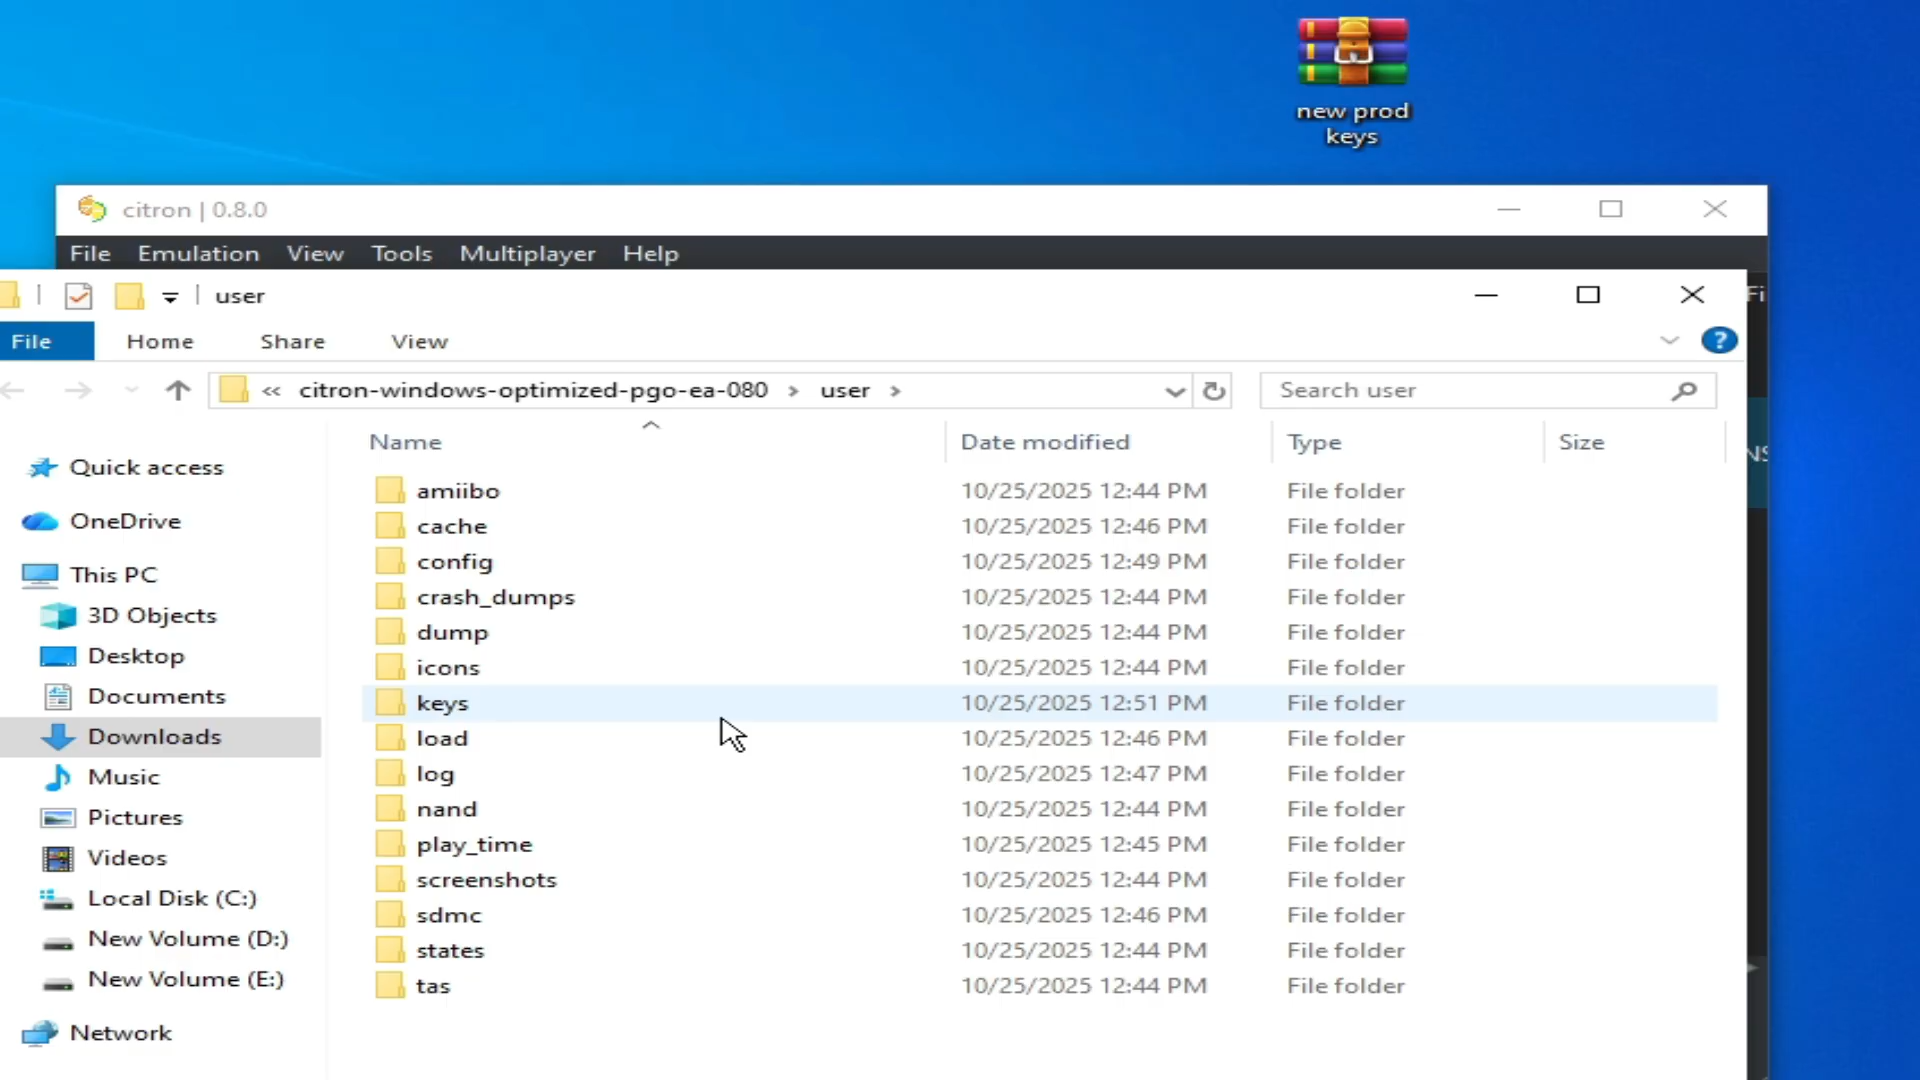 new prod
keys
citron | 0.8.0
File Emulation View Tools Multiplayer Help
user
Fi
File Home Share View
?
« citron-windows-optimized-pgo-ea-080 > user >
Search user
Name Date modified Type Size
NS
Quick access
OneDrive
This PC
3D Objects
Desktop
Documents
Downloads
Music
Pictures
Videos
Local Disk (C:)
New Volume (D:)
New Volume (E:)
Network
amiibo 10/25/2025 12:44 PM File folder
cache 10/25/2025 12:46 PM File folder
config 10/25/2025 12:49 PM File folder
crash_dumps 10/25/2025 12:44 PM File folder
dump 10/25/2025 12:44 PM File folder
icons 10/25/2025 12:44 PM File folder
keys 10/25/2025 12:51 PM File folder
load 10/25/2025 12:46 PM File folder
log 10/25/2025 12:47 PM File folder
nand 10/25/2025 12:44 PM File folder
play_time 10/25/2025 12:45 PM File folder
screenshots 10/25/2025 12:44 PM File folder
sdmc 10/25/2025 12:46 PM File folder
states 10/25/2025 12:44 PM File folder
tas 10/25/2025 12:44 PM File folder